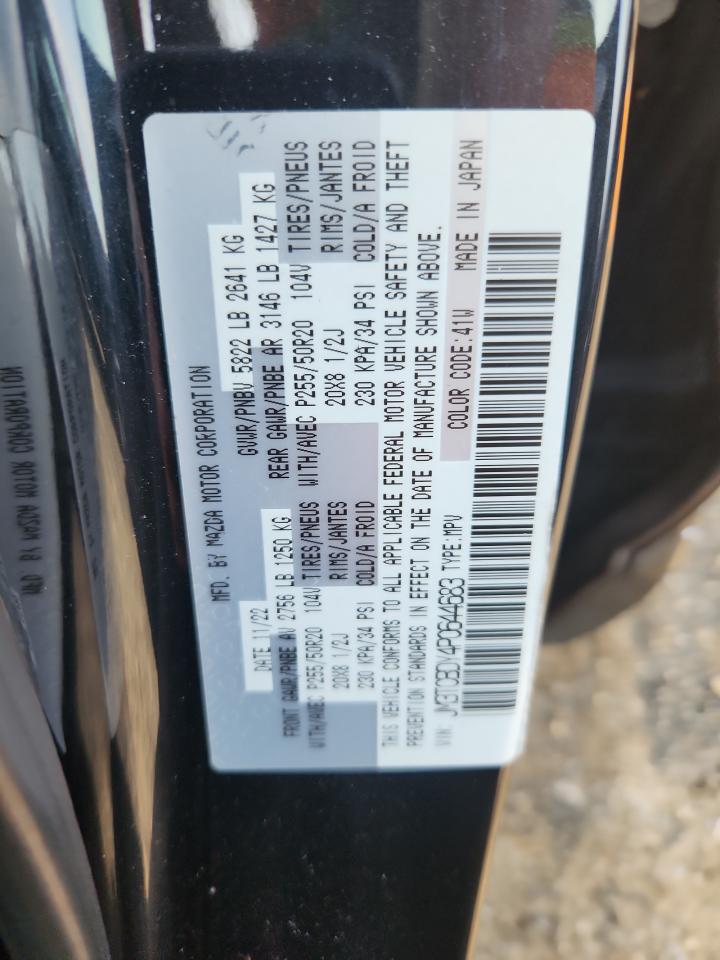 MFD. BY MAZDA MOTOR CORPORATION
DATE 11/22 GVWR/PNBV 5822 LB 2641 KG
FRONT GAWR/PNBE AV 2756 LB 1250 KG REAR GAWR/PNBE AR 3146 LB 1427 KG
WITH/AVEC P255/50R20 104V TIRES/PNEUS WITH/AVEC P255/50R20 104V TIRES/PNEUS
20X8 1/2J RIMS/JANTES 20X8 1/2J RIMS/JANTES
230 KPA/34 PSI COLD/A FROID 230 KPA/34 PSI COLD/A FROID
THIS VEHICLE CONFORMS TO ALL APPLICABLE FEDERAL MOTOR VEHICLE SAFETY AND THEFT
PREVENTION STANDARDS IN EFFECT ON THE DATE OF MANUFACTURE SHOWN ABOVE.
VIN: TYPE:MPV COLOR CODE:41W MADE IN JAPAN